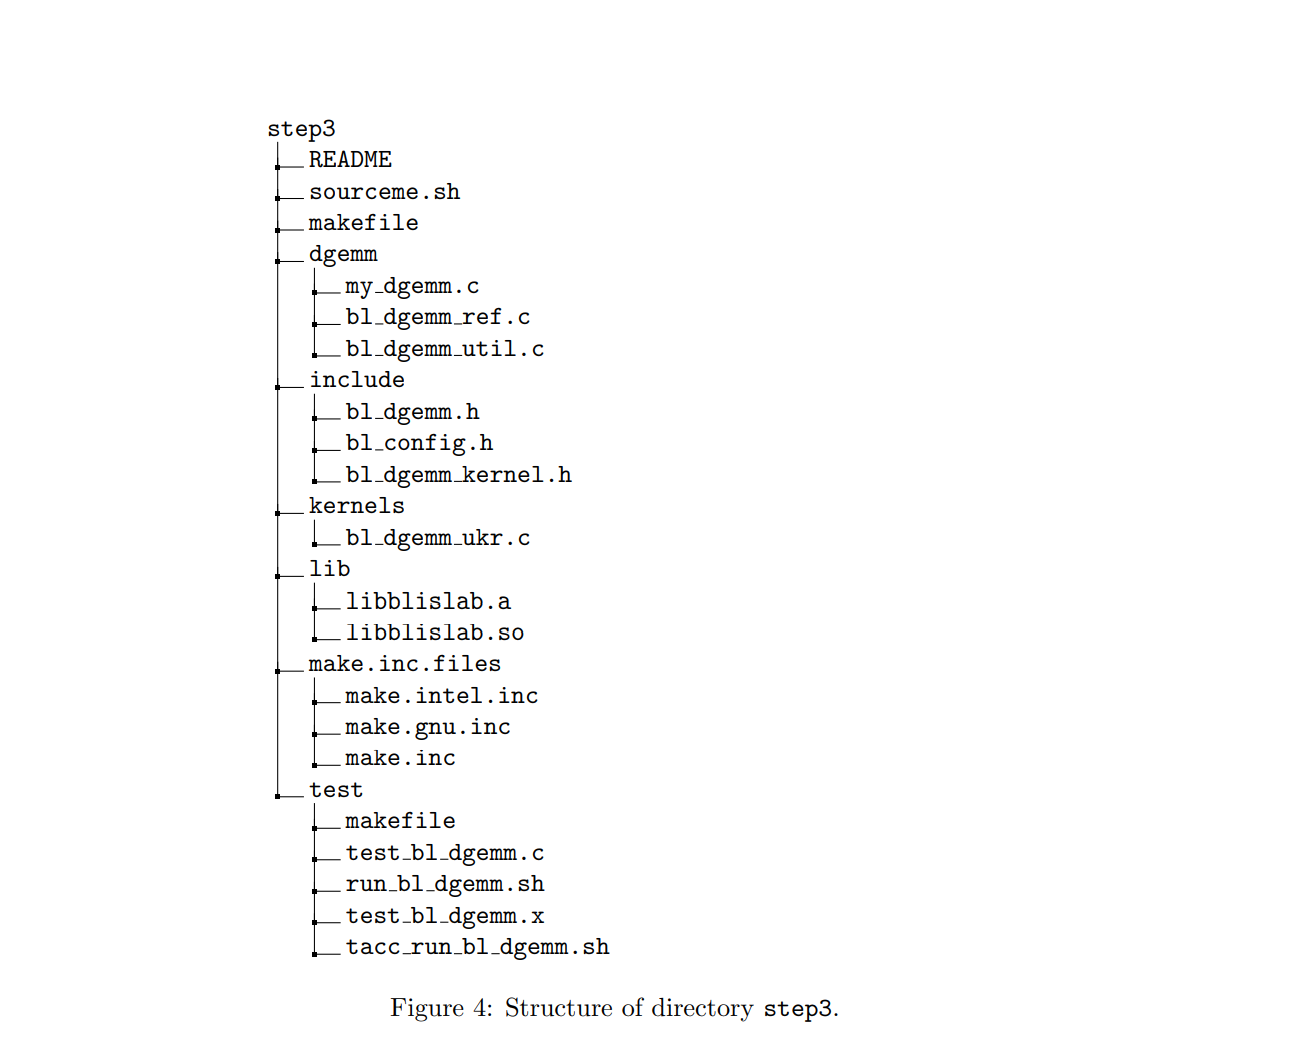 step3
README
sourceme.sh
makefile
dgemm
my_dgemm.c
bl_dgemm_ref.c
bl_dgemm_util.c
include
bl_dgemm.h
bl_config.h
bl_dgemm_kernel.h
kernels
bl_dgemm_ukr.c
lib
libblislab.a
libblislab.so
make.inc.files
make.intel.inc
make.gnu.inc
make.inc
test
makefile
test_bl_dgemm.c
run_bl_dgemm.sh
test_bl_dgemm.x
tacc_run_bl_dgemm.sh
Figure 4: Structure of directory step3.